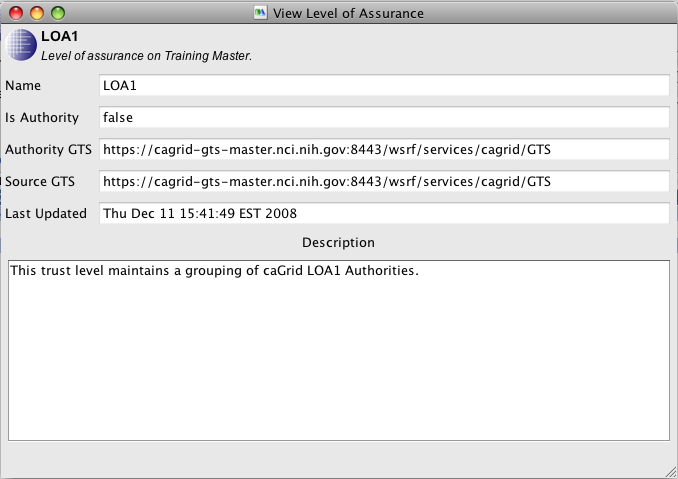 View Level of Assurance
LOA1
Level of assurance on Training Master.
Name LOA1
Is Authority false
Authority GTS https://cagrid-gts-master.nci.nih.gov:8443/wsrf/services/cagrid/GTS
Source GTS https://cagrid-gts-master.nci.nih.gov:8443/wsrf/services/cagrid/GTS
Last Updated Thu Dec 11 15:41:49 EST 2008
Description
This trust level maintains a grouping of caGrid LOA1 Authorities.